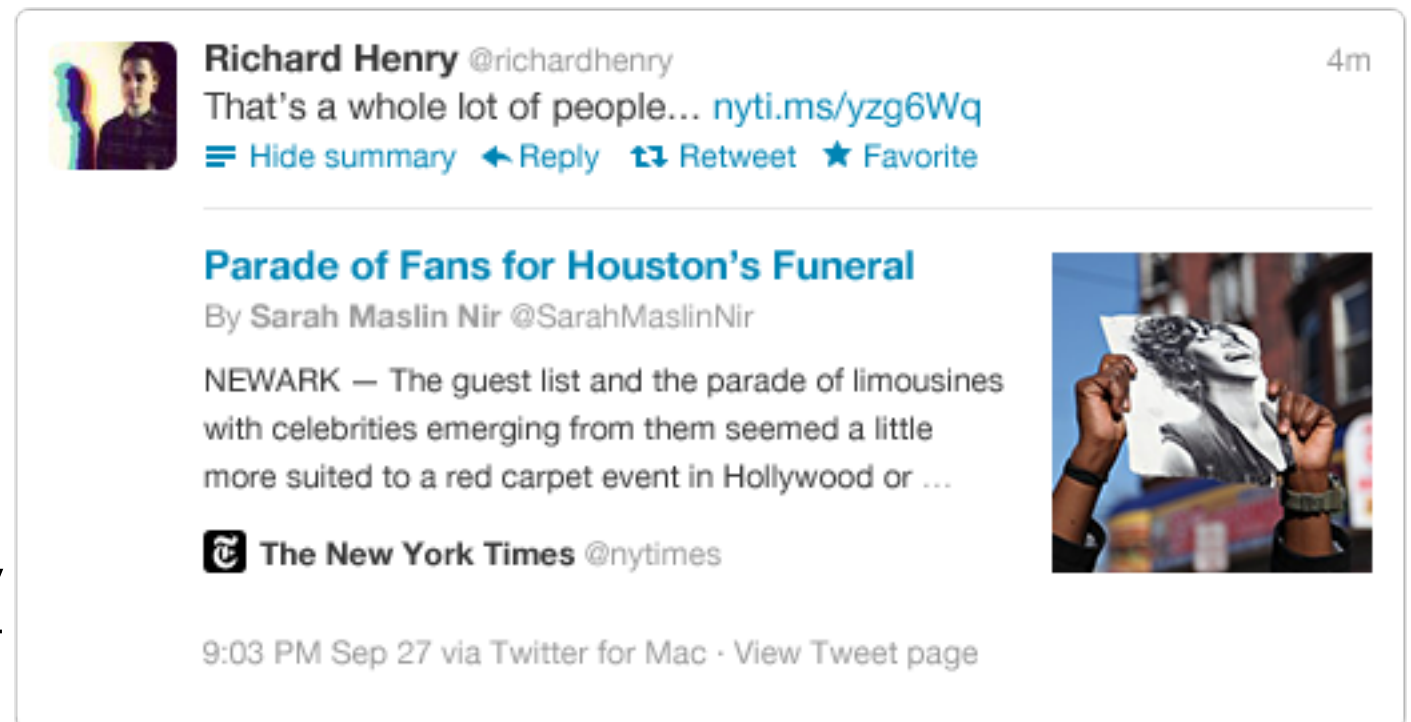 Richard Henry @richardhenry 4m
That's a whole lot of people... nyti.ms/yzg6Wq
Hide summary Reply Retweet Favorite
Parade of Fans for Houston's Funeral
By Sarah Maslin Nir @SarahMaslinNir
NEWARK — The guest list and the parade of limousines
with celebrities emerging from them seemed a little
more suited to a red carpet event in Hollywood or ...
The New York Times @nytimes
9:03 PM Sep 27 via Twitter for Mac · View Tweet page